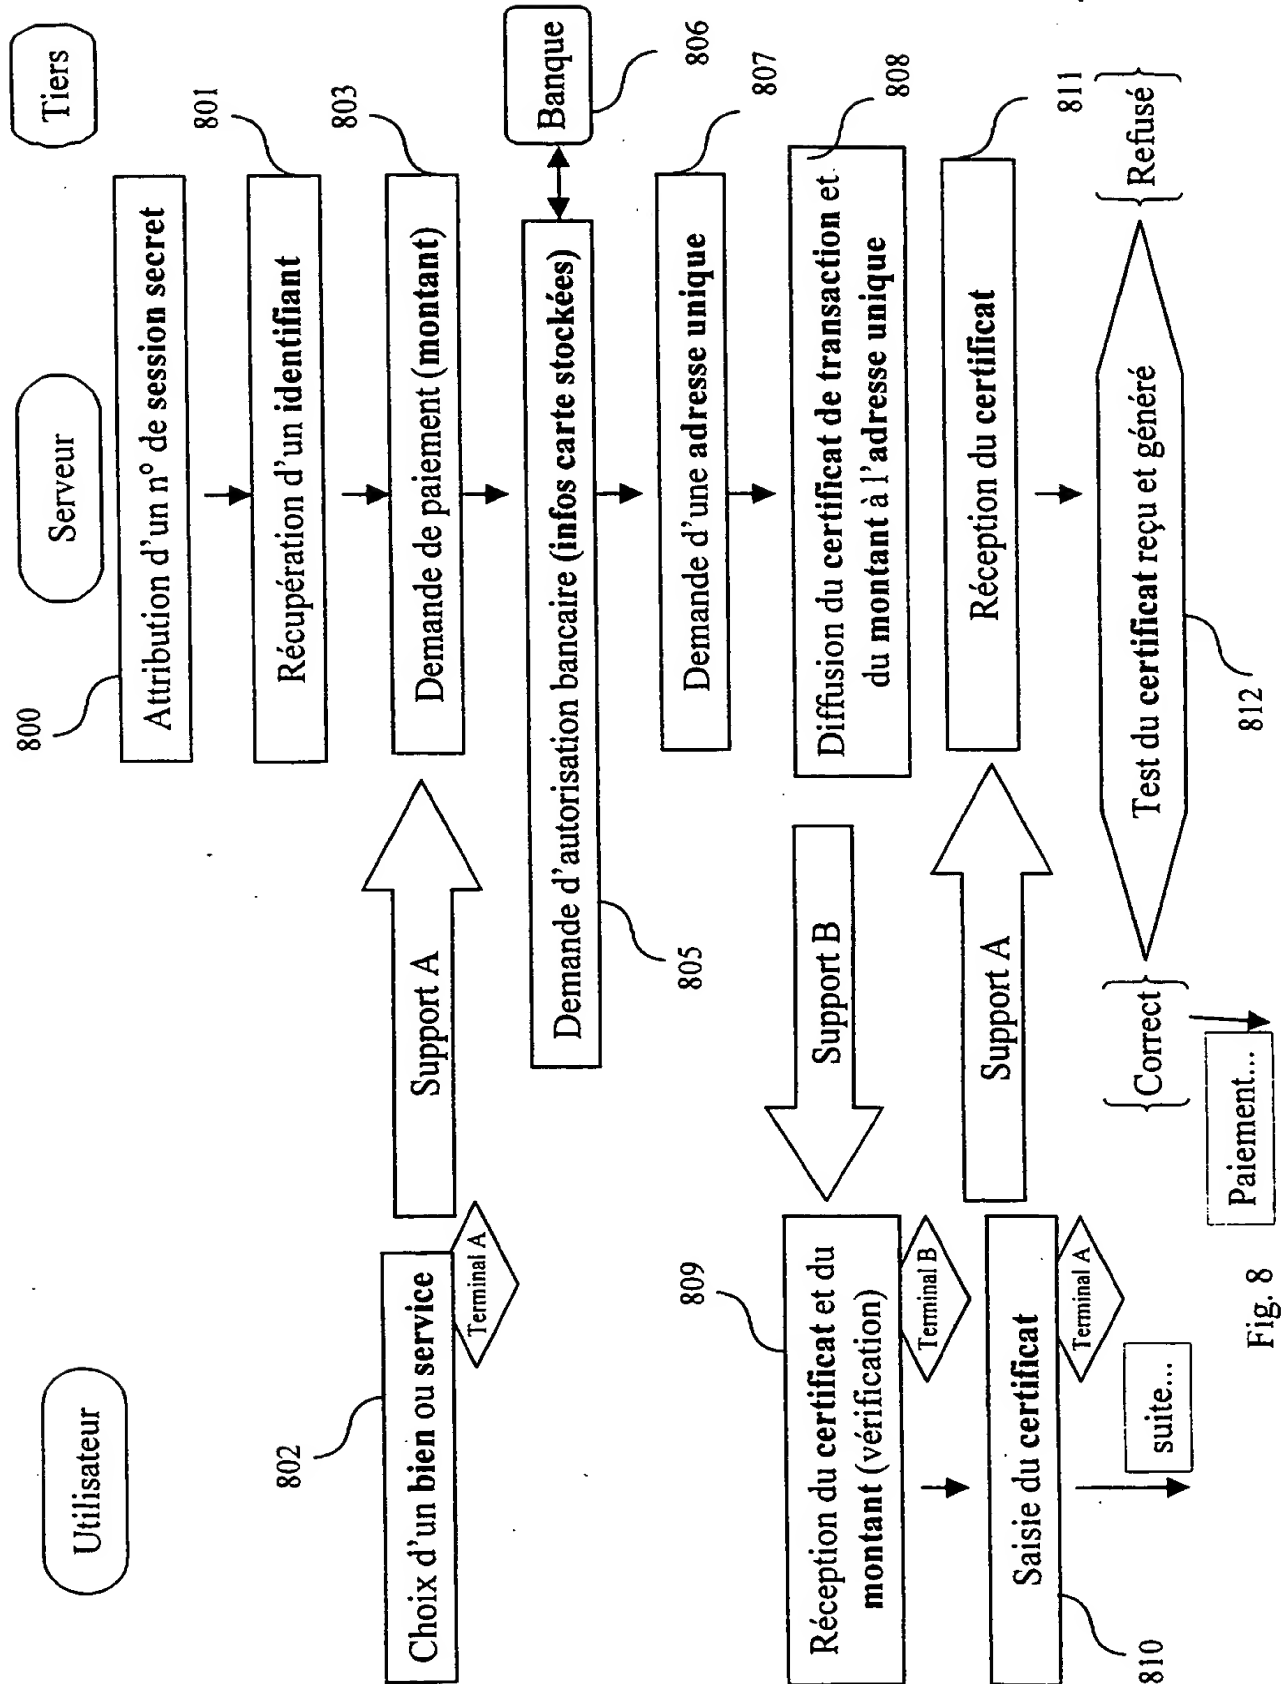 Utilisateur
Serveur
Tiers
800
Attribution d'un n° de session secret
801
Récupération d'un identifiant
802
Choix d'un bien ou service
Terminal A
Support A
803
Demande de paiement (montant)
Demande d'autorisation bancaire (infos carte stockées)
805
Banque
806
807
Demande d'une adresse unique
808
Diffusion du certificat de transaction et
du montant à l'adresse unique
Support B
809
Réception du certificat et du
montant (vérification)
Terminal B
Saisie du certificat
810
Terminal A
Support A
811
Réception du certificat
Test du certificat reçu et généré
812
Correct
Refusé
Paiement...
suite...
Fig. 8